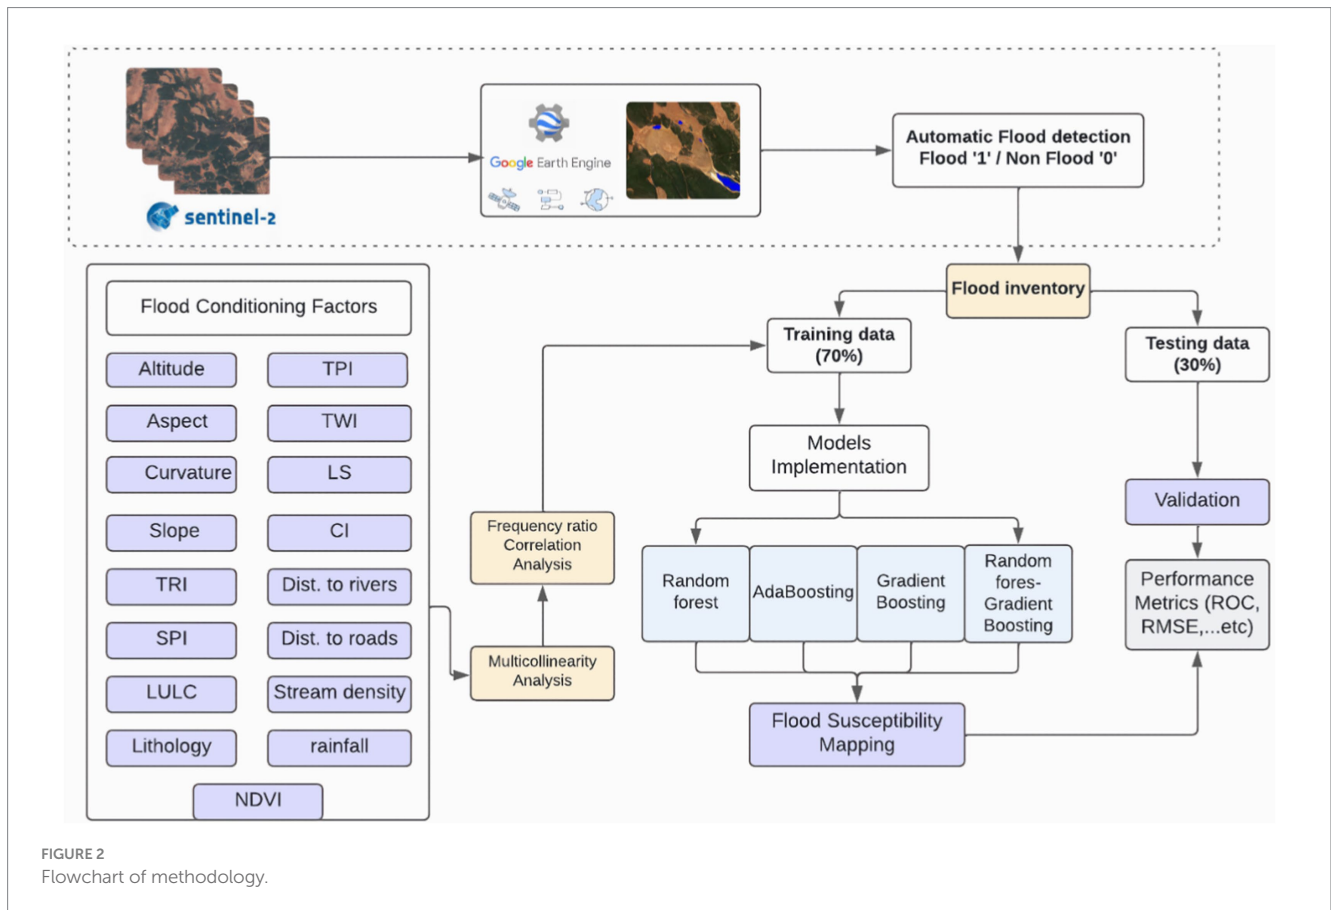 sentinel-2
Google Earth Engine
Automatic Flood detection
Flood '1' / Non Flood '0'
Flood inventory
Training data
(70%)
Testing data
(30%)
Flood Conditioning Factors
Altitude
TPI
Aspect
TWI
Curvature
LS
Slope
CI
TRI
Dist. to rivers
SPI
Dist. to roads
LULC
Stream density
Lithology
rainfall
NDVI
Frequency ratio
Correlation
Analysis
Multicollinearity
Analysis
Models
Implementation
Random
forest
AdaBoosting
Gradient
Boosting
Random
fores-
Gradient
Boosting
Flood Susceptibility
Mapping
Validation
Performance
Metrics (ROC,
RMSE,...etc)
FIGURE 2
Flowchart of methodology.